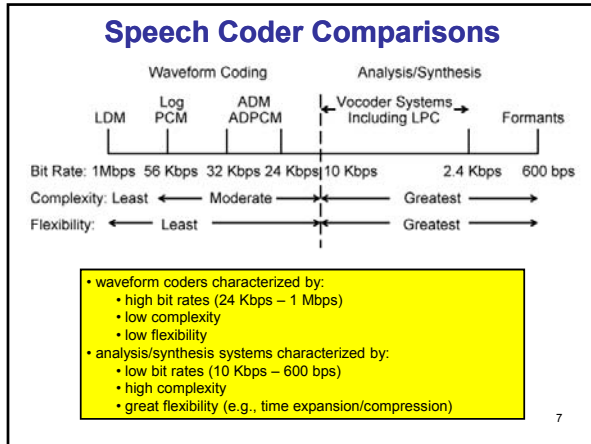 Speech Coder Comparisons
Waveform Coding Analysis/Synthesis
LDM Log PCM ADM ADPCM Vocoder Systems Including LPC Formants
Bit Rate: 1Mbps 56 Kbps 32 Kbps 24 Kbps 10 Kbps 2.4 Kbps 600 bps
Complexity: Least Moderate Greatest
Flexibility: Least Greatest
• waveform coders characterized by:
• high bit rates (24 Kbps – 1 Mbps)
• low complexity
• low flexibility
• analysis/synthesis systems characterized by:
• low bit rates (10 Kbps – 600 bps)
• high complexity
• great flexibility (e.g., time expansion/compression)
7